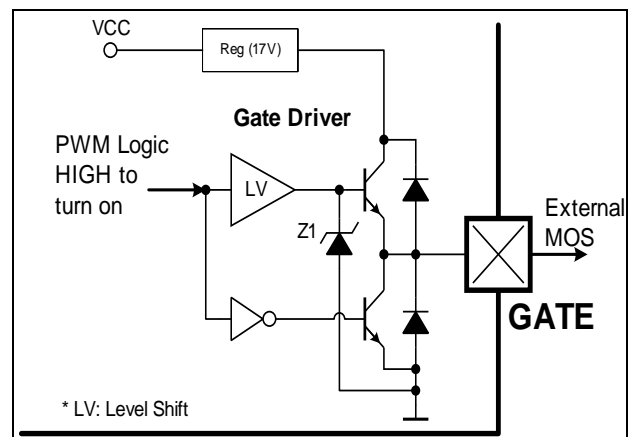 VCC
Reg (17V)
Gate Driver
PWM Logic
HIGH to
turn on
LV
Z1
External
MOS
GATE
* LV: Level Shift